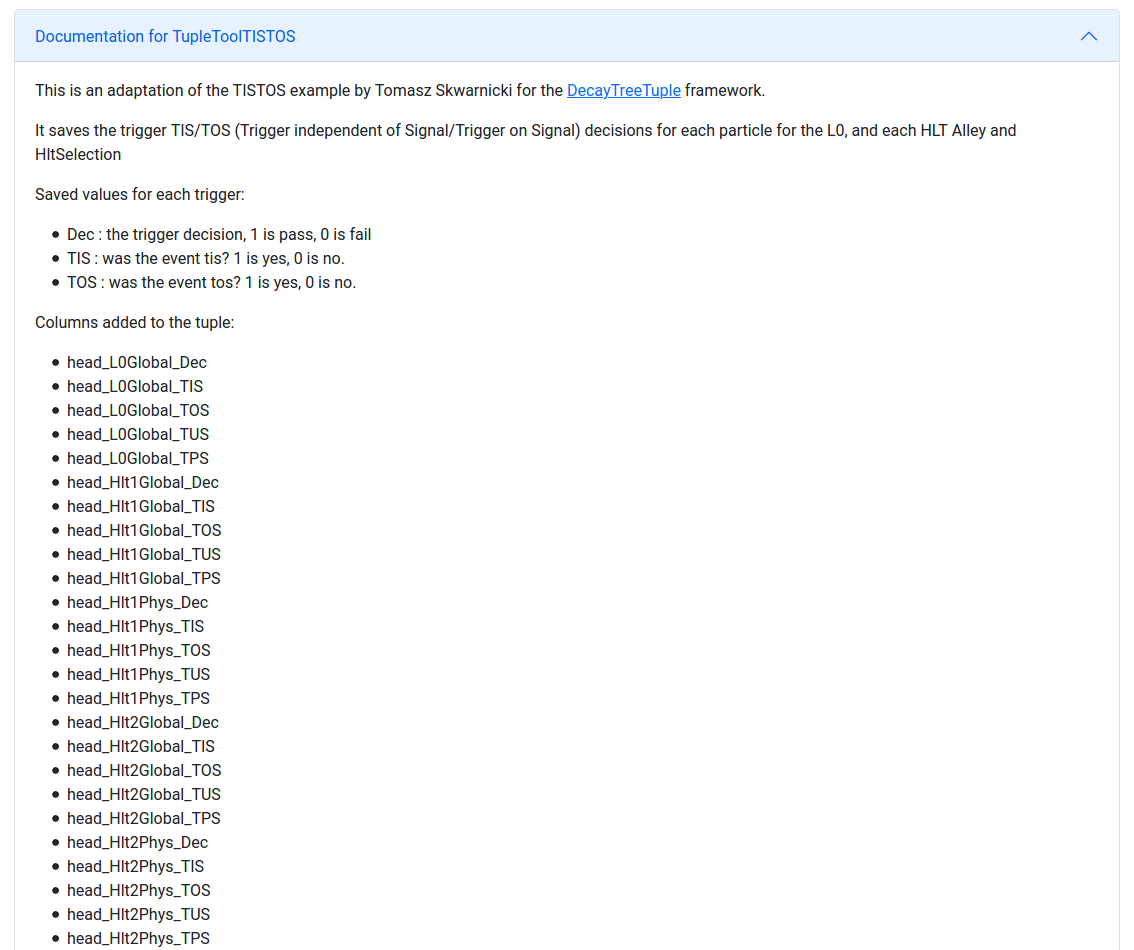 Documentation for TupleToolTISTOS
This is an adaptation of the TISTOS example by Tomasz Skwarnicki for the DecayTreeTuple framework.
It saves the trigger TIS/TOS (Trigger independent of Signal/Trigger on Signal) decisions for each particle for the L0, and each HLT Alley and
HltSelection
Saved values for each trigger:
• Dec : the trigger decision, 1 is pass, 0 is fail
• TIS : was the event tis? 1 is yes, 0 is no.
• TOS : was the event tos? 1 is yes, 0 is no.
Columns added to the tuple:
• head_L0Global_Dec
• head_L0Global_TIS
• head_L0Global_TOS
• head_L0Global_TUS
• head_L0Global_TPS
• head_Hlt1Global_Dec
• head_Hlt1Global_TIS
• head_Hlt1Global_TOS
• head_Hlt1Global_TUS
• head_Hlt1Global_TPS
• head_Hlt1Phys_Dec
• head_Hlt1Phys_TIS
• head_Hlt1Phys_TOS
• head_Hlt1Phys_TUS
• head_Hlt1Phys_TPS
• head_Hlt2Global_Dec
• head_Hlt2Global_TIS
• head_Hlt2Global_TOS
• head_Hlt2Global_TUS
• head_Hlt2Global_TPS
• head_Hlt2Phys_Dec
• head_Hlt2Phys_TIS
• head_Hlt2Phys_TOS
• head_Hlt2Phys_TUS
• head_Hlt2Phys_TPS